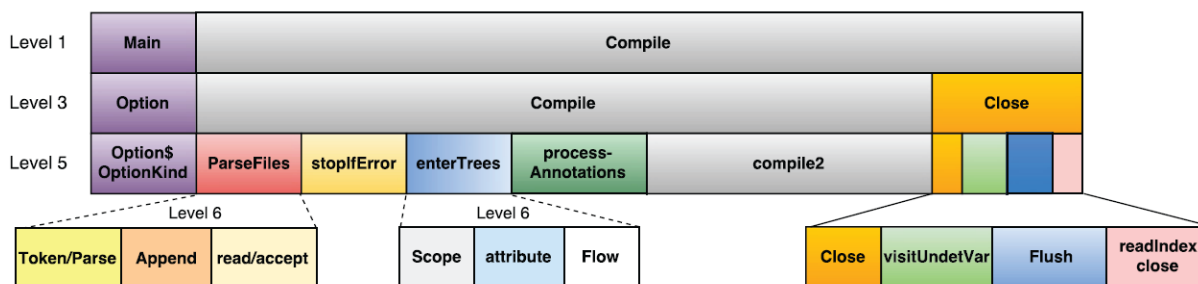 Level 1 Main Compile
Level 3 Option Compile Close
Level 5 Option$ OptionKind ParseFiles stopIfError enterTrees process- Annotations compile2
Level 6 Level 6
Token/Parse Append read/accept Scope attribute Flow Close visitUndetVar Flush readIndex close